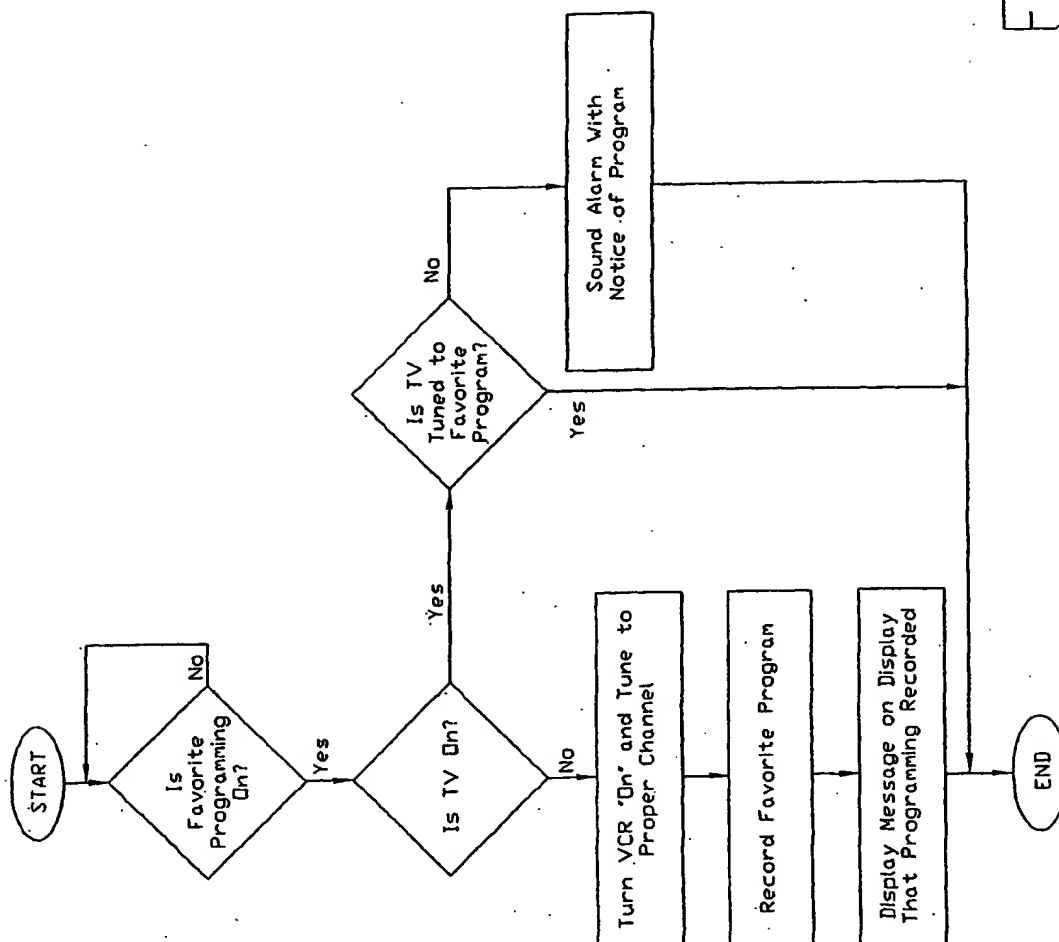 START
Is
Favorite
Programming
On?
No
Yes
Is TV On?
Yes
No
Is TV
Tuned to
Favorite
Program?
No
Yes
Sound Alarm With
Notice of Program
Turn VCR "On" and Tune to
Proper Channel
Record Favorite Program
Display Message on Display
That Programming Recorded
END